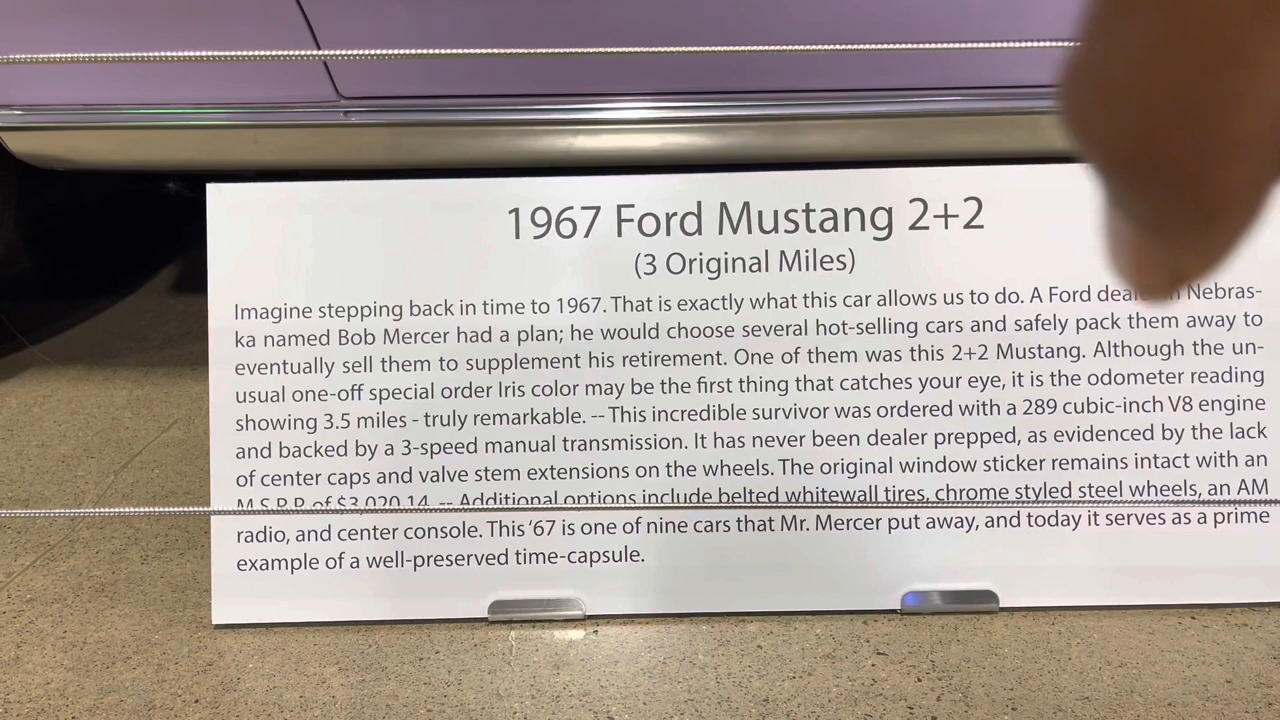 1967 Ford Mustang 2+2
(3 Original Miles)
Imagine stepping back in time to 1967. That is exactly what this car allows us to do. A Ford Nebras-
ka named Bob Mercer had a plan; he would choose several hot-selling cars and safely pack them away to
eventually sell them to supplement his retirement. One of them was this 2+2 Mustang. Although the un-
usual one-off special order Iris color may be the first thing that catches your eye, it is the odometer reading
showing 3.5 miles - truly remarkable. -- This incredible survivor was ordered with a 289 cubic-inch V8 engine
and backed by a 3-speed manual transmission. It has never been dealer prepped, as evidenced by the lack
of center caps and valve stem extensions on the wheels. The original window sticker remains intact with an
M.S.R.P. of $3,020.14. -- Additional options include belted whitewall tires, chrome styled steel wheels, an AM
radio, and center console. This '67 is one of nine cars that Mr. Mercer put away, and today it serves as a prime
example of a well-preserved time-capsule.